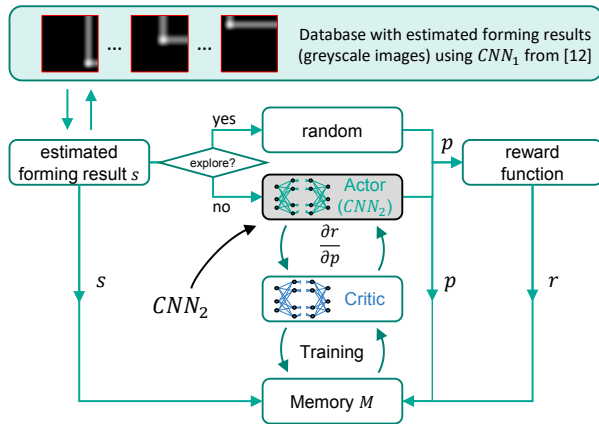 ... ...
Database with estimated forming results
(greyscale images) using CNN₁ from [12]
yes
random
p
estimated
forming result s
explore?
reward
function
no
Actor
(CNN₂)
∂r
∂p
s
CNN₂
Critic
p
r
Training
Memory M